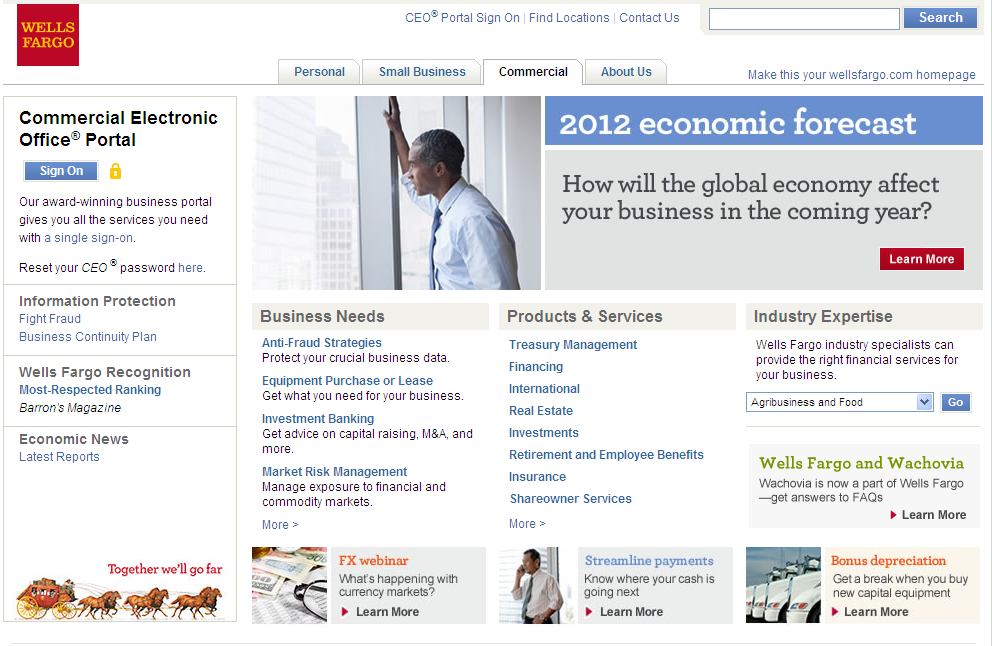 WELLS
FARGO
CEO® Portal Sign On | Find Locations | Contact Us
Search
Personal
Small Business
Commercial
About Us
Make this your wellsfargo.com homepage
Commercial Electronic
Office® Portal
Sign On
Our award-winning business portal
gives you all the services you need
with a single sign-on.
Reset your CEO ® password here.
Information Protection
Fight Fraud
Business Continuity Plan
Wells Fargo Recognition
Most-Respected Ranking
Barron's Magazine
Economic News
Latest Reports
Together we'll go far
2012 economic forecast
How will the global economy affect
your business in the coming year?
Learn More
Business Needs
Anti-Fraud Strategies
Protect your crucial business data.
Equipment Purchase or Lease
Get what you need for your business.
Investment Banking
Get advice on capital raising, M&A, and
more.
Market Risk Management
Manage exposure to financial and
commodity markets.
More >
Products & Services
Treasury Management
Financing
International
Real Estate
Investments
Retirement and Employee Benefits
Insurance
Shareowner Services
More >
Industry Expertise
Wells Fargo industry specialists can
provide the right financial services for
your business.
Agribusiness and Food
Go
Wells Fargo and Wachovia
Wachovia is now a part of Wells Fargo
—get answers to FAQs
Learn More
FX webinar
What's happening with
currency markets?
Learn More
Streamline payments
Know where your cash is
going next
Learn More
Bonus depreciation
Get a break when you buy
new capital equipment
Learn More